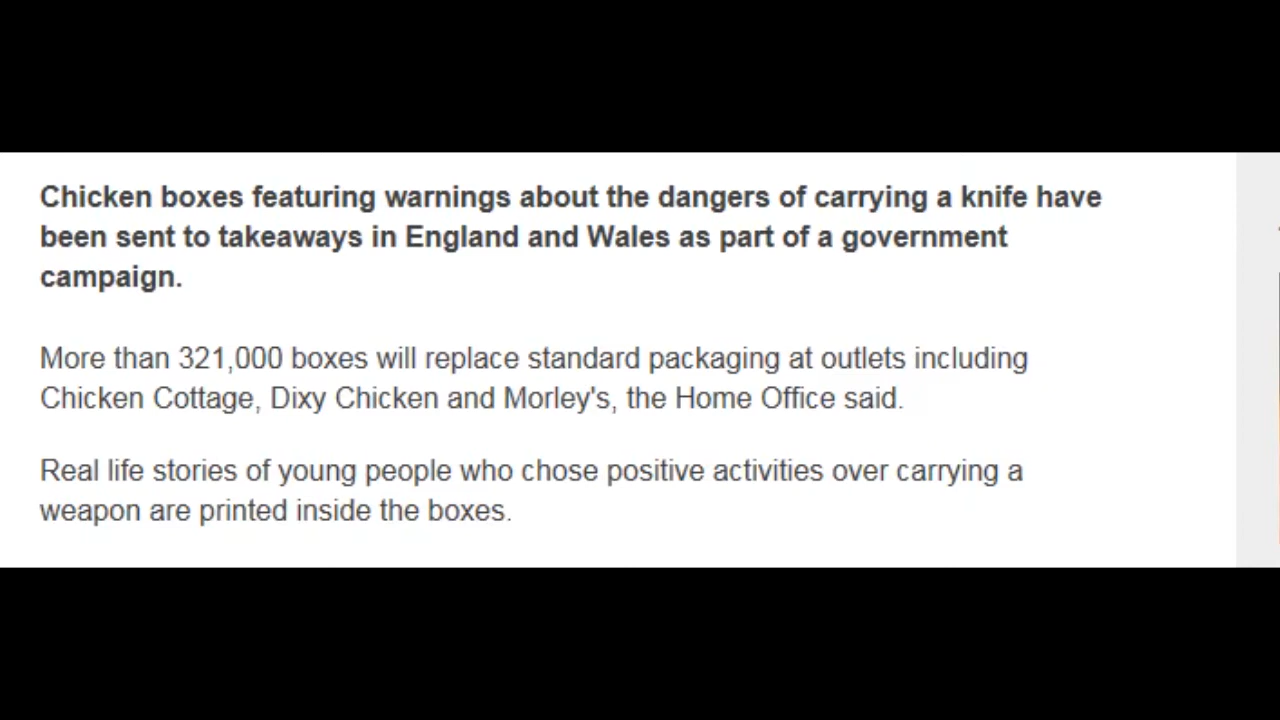 Chicken boxes featuring warnings about the dangers of carrying a knife have
been sent to takeaways in England and Wales as part of a government
campaign.
More than 321,000 boxes will replace standard packaging at outlets including
Chicken Cottage, Dixy Chicken and Morley's, the Home Office said.
Real life stories of young people who chose positive activities over carrying a
weapon are printed inside the boxes.